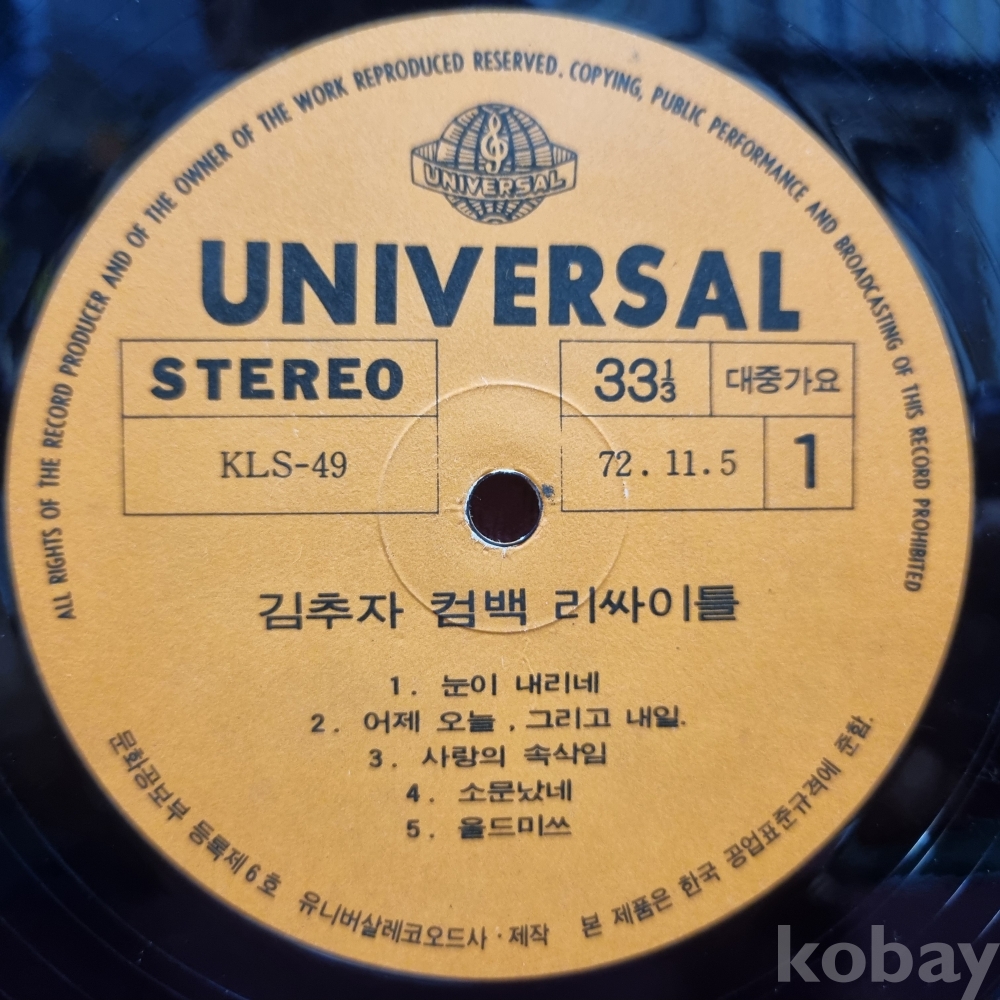 ALL RIGHTS OF THE RECORD PRODUCER AND OF THE OWNER OF THE WORK REPRODUCED RESERVED. COPYING, PUBLIC PERFORMANCE AND BROADCASTING OF THIS RECORD PROHIBITED
UNIVERSAL
UNIVERSAL
STEREO
33⅓
대중가요
KLS-49
72.11.5
1
김추자 컴백 리싸이틀
1. 눈이 내리네
2. 어제 오늘, 그리고 내일.
3. 사랑의 속삭임
4. 소문났네
5. 올드미쓰
문화공보부 등록제6호 유니버살레코오드사·제작 본 제품은 한국 공업표준규격에 준함.
kobay